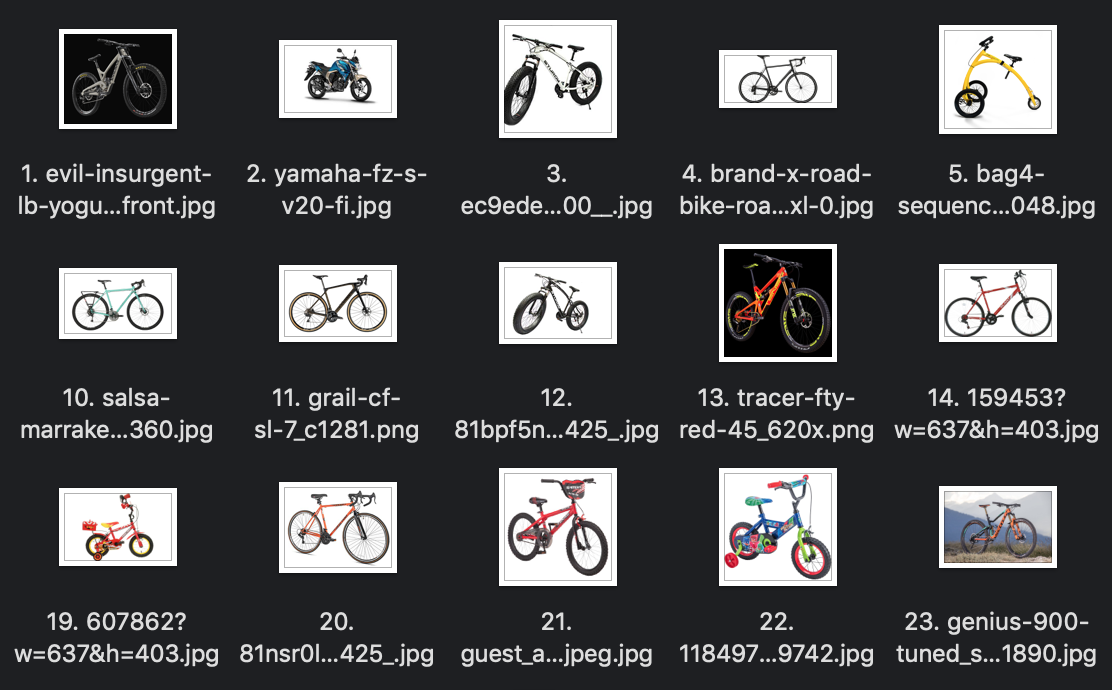 1. evil-insurgent-
lb-yogu...front.jpg
2. yamaha-fz-s-
v20-fi.jpg
3.
ec9ede...00__.jpg
4. brand-x-road-
bike-roa...xl-0.jpg
5. bag4-
sequenc...048.jpg
10. salsa-
marrake...360.jpg
11. grail-cf-
sl-7_c1281.png
12.
81bpf5n...425_.jpg
13. tracer-fty-
red-45_620x.png
14. 159453?
w=637&h=403.jpg
19. 607862?
w=637&h=403.jpg
20.
81nsr0l...425_.jpg
21.
guest_a...jpeg.jpg
22.
118497...9742.jpg
23. genius-900-
tuned_s...1890.jpg